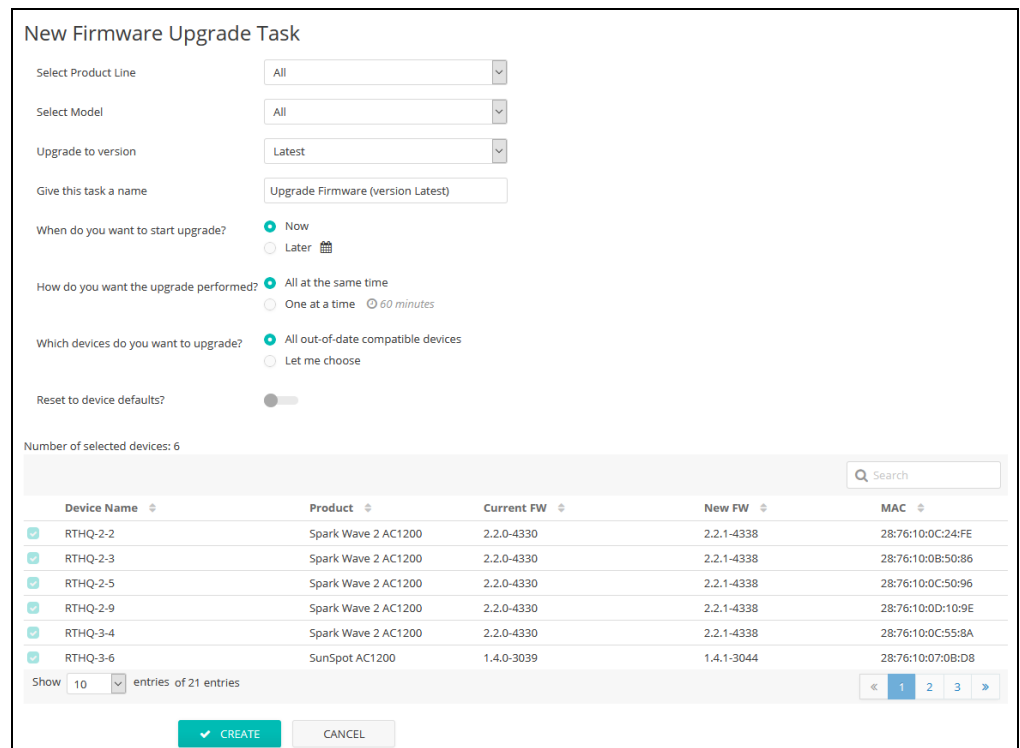 New Firmware Upgrade Task
Select Product Line All
Select Model All
Upgrade to version Latest
Give this task a name Upgrade Firmware (version Latest)
When do you want to start upgrade? Now
Later
How do you want the upgrade performed? All at the same time
One at a time 60 minutes
Which devices do you want to upgrade? All out-of-date compatible devices
Let me choose
Reset to device defaults?
Number of selected devices: 6
Search
Device Name Product Current FW New FW MAC
RTHQ-2-2 Spark Wave 2 AC1200 2.2.0-4330 2.2.1-4338 28:76:10:0C:24:FE
RTHQ-2-3 Spark Wave 2 AC1200 2.2.0-4330 2.2.1-4338 28:76:10:0B:50:86
RTHQ-2-5 Spark Wave 2 AC1200 2.2.0-4330 2.2.1-4338 28:76:10:0C:50:96
RTHQ-2-9 Spark Wave 2 AC1200 2.2.0-4330 2.2.1-4338 28:76:10:0D:10:9E
RTHQ-3-4 Spark Wave 2 AC1200 2.2.0-4330 2.2.1-4338 28:76:10:0C:55:8A
RTHQ-3-6 SunSpot AC1200 1.4.0-3039 1.4.1-3044 28:76:10:07:0B:D8
Show 10 entries of 21 entries « 1 2 3 »
CREATE CANCEL